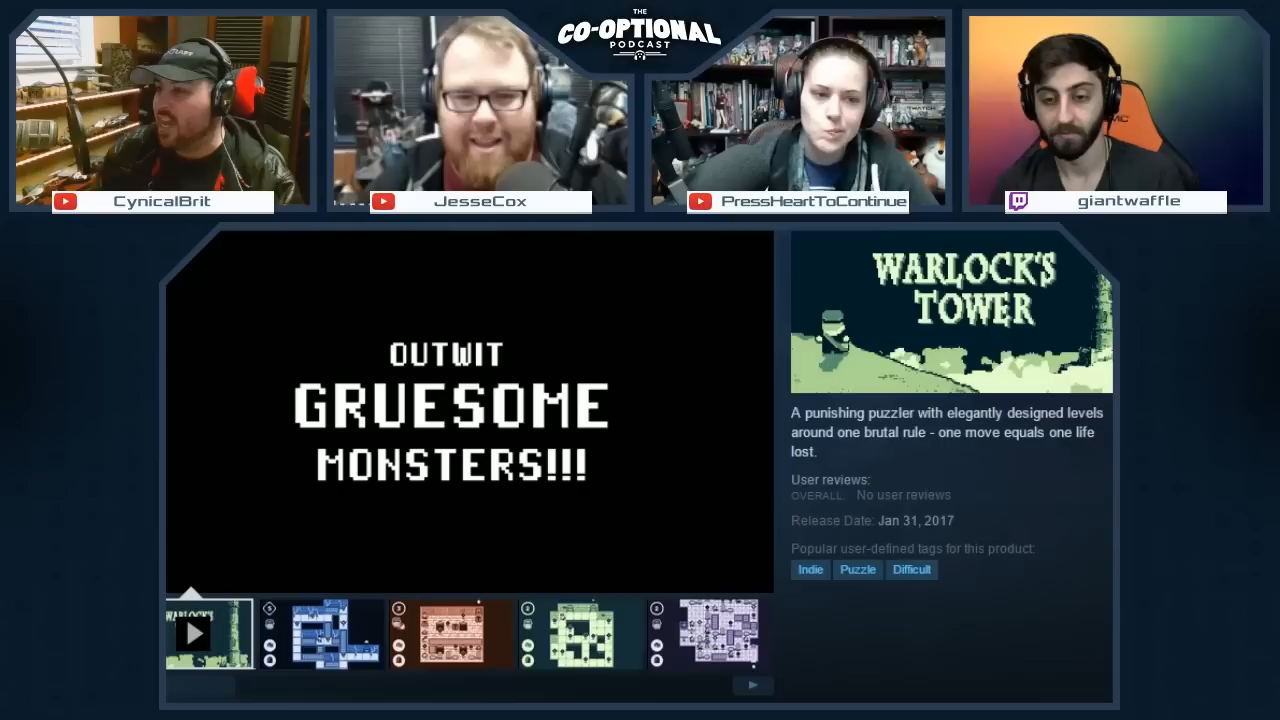 THE
CO-OPTIONAL
PODCAST
CynicalBrit
JesseCox
PressHeartToContinue
giantwaffle
OUTWIT
GRUESOME
MONSTERS!!!
WARLOCK'S
TOWER
A punishing puzzler with elegantly designed levels
around one brutal rule - one move equals one life
lost.
User reviews:
OVERALL: No user reviews
Release Date: Jan 31, 2017
Popular user-defined tags for this product:
Indie Puzzle Difficult
WARLOCK'S